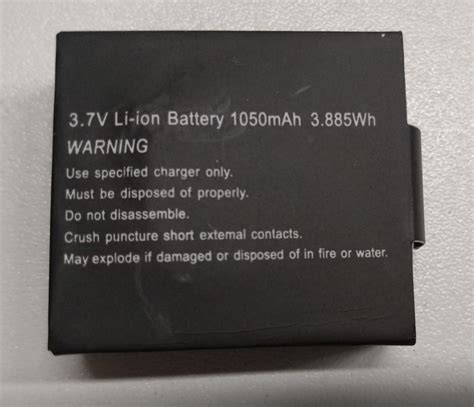 3.7V Li-ion Battery 1050mAh 3.885Wh
WARNING
Use specified charger only.
Must be disposed of properly.
Do not disassemble.
Crush puncture short external contacts.
May explode if damaged or disposed of in fire or water.